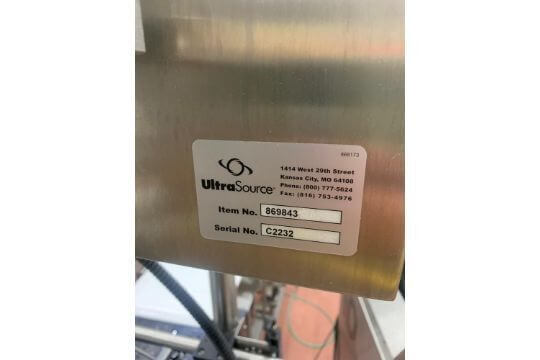 866173
1414 West 29th Street
Kansas City, MO 64108
Phone: (800) 777-5624
Fax: (816) 753-4976
UltraSource
Item No. 869843
Serial No. C2232